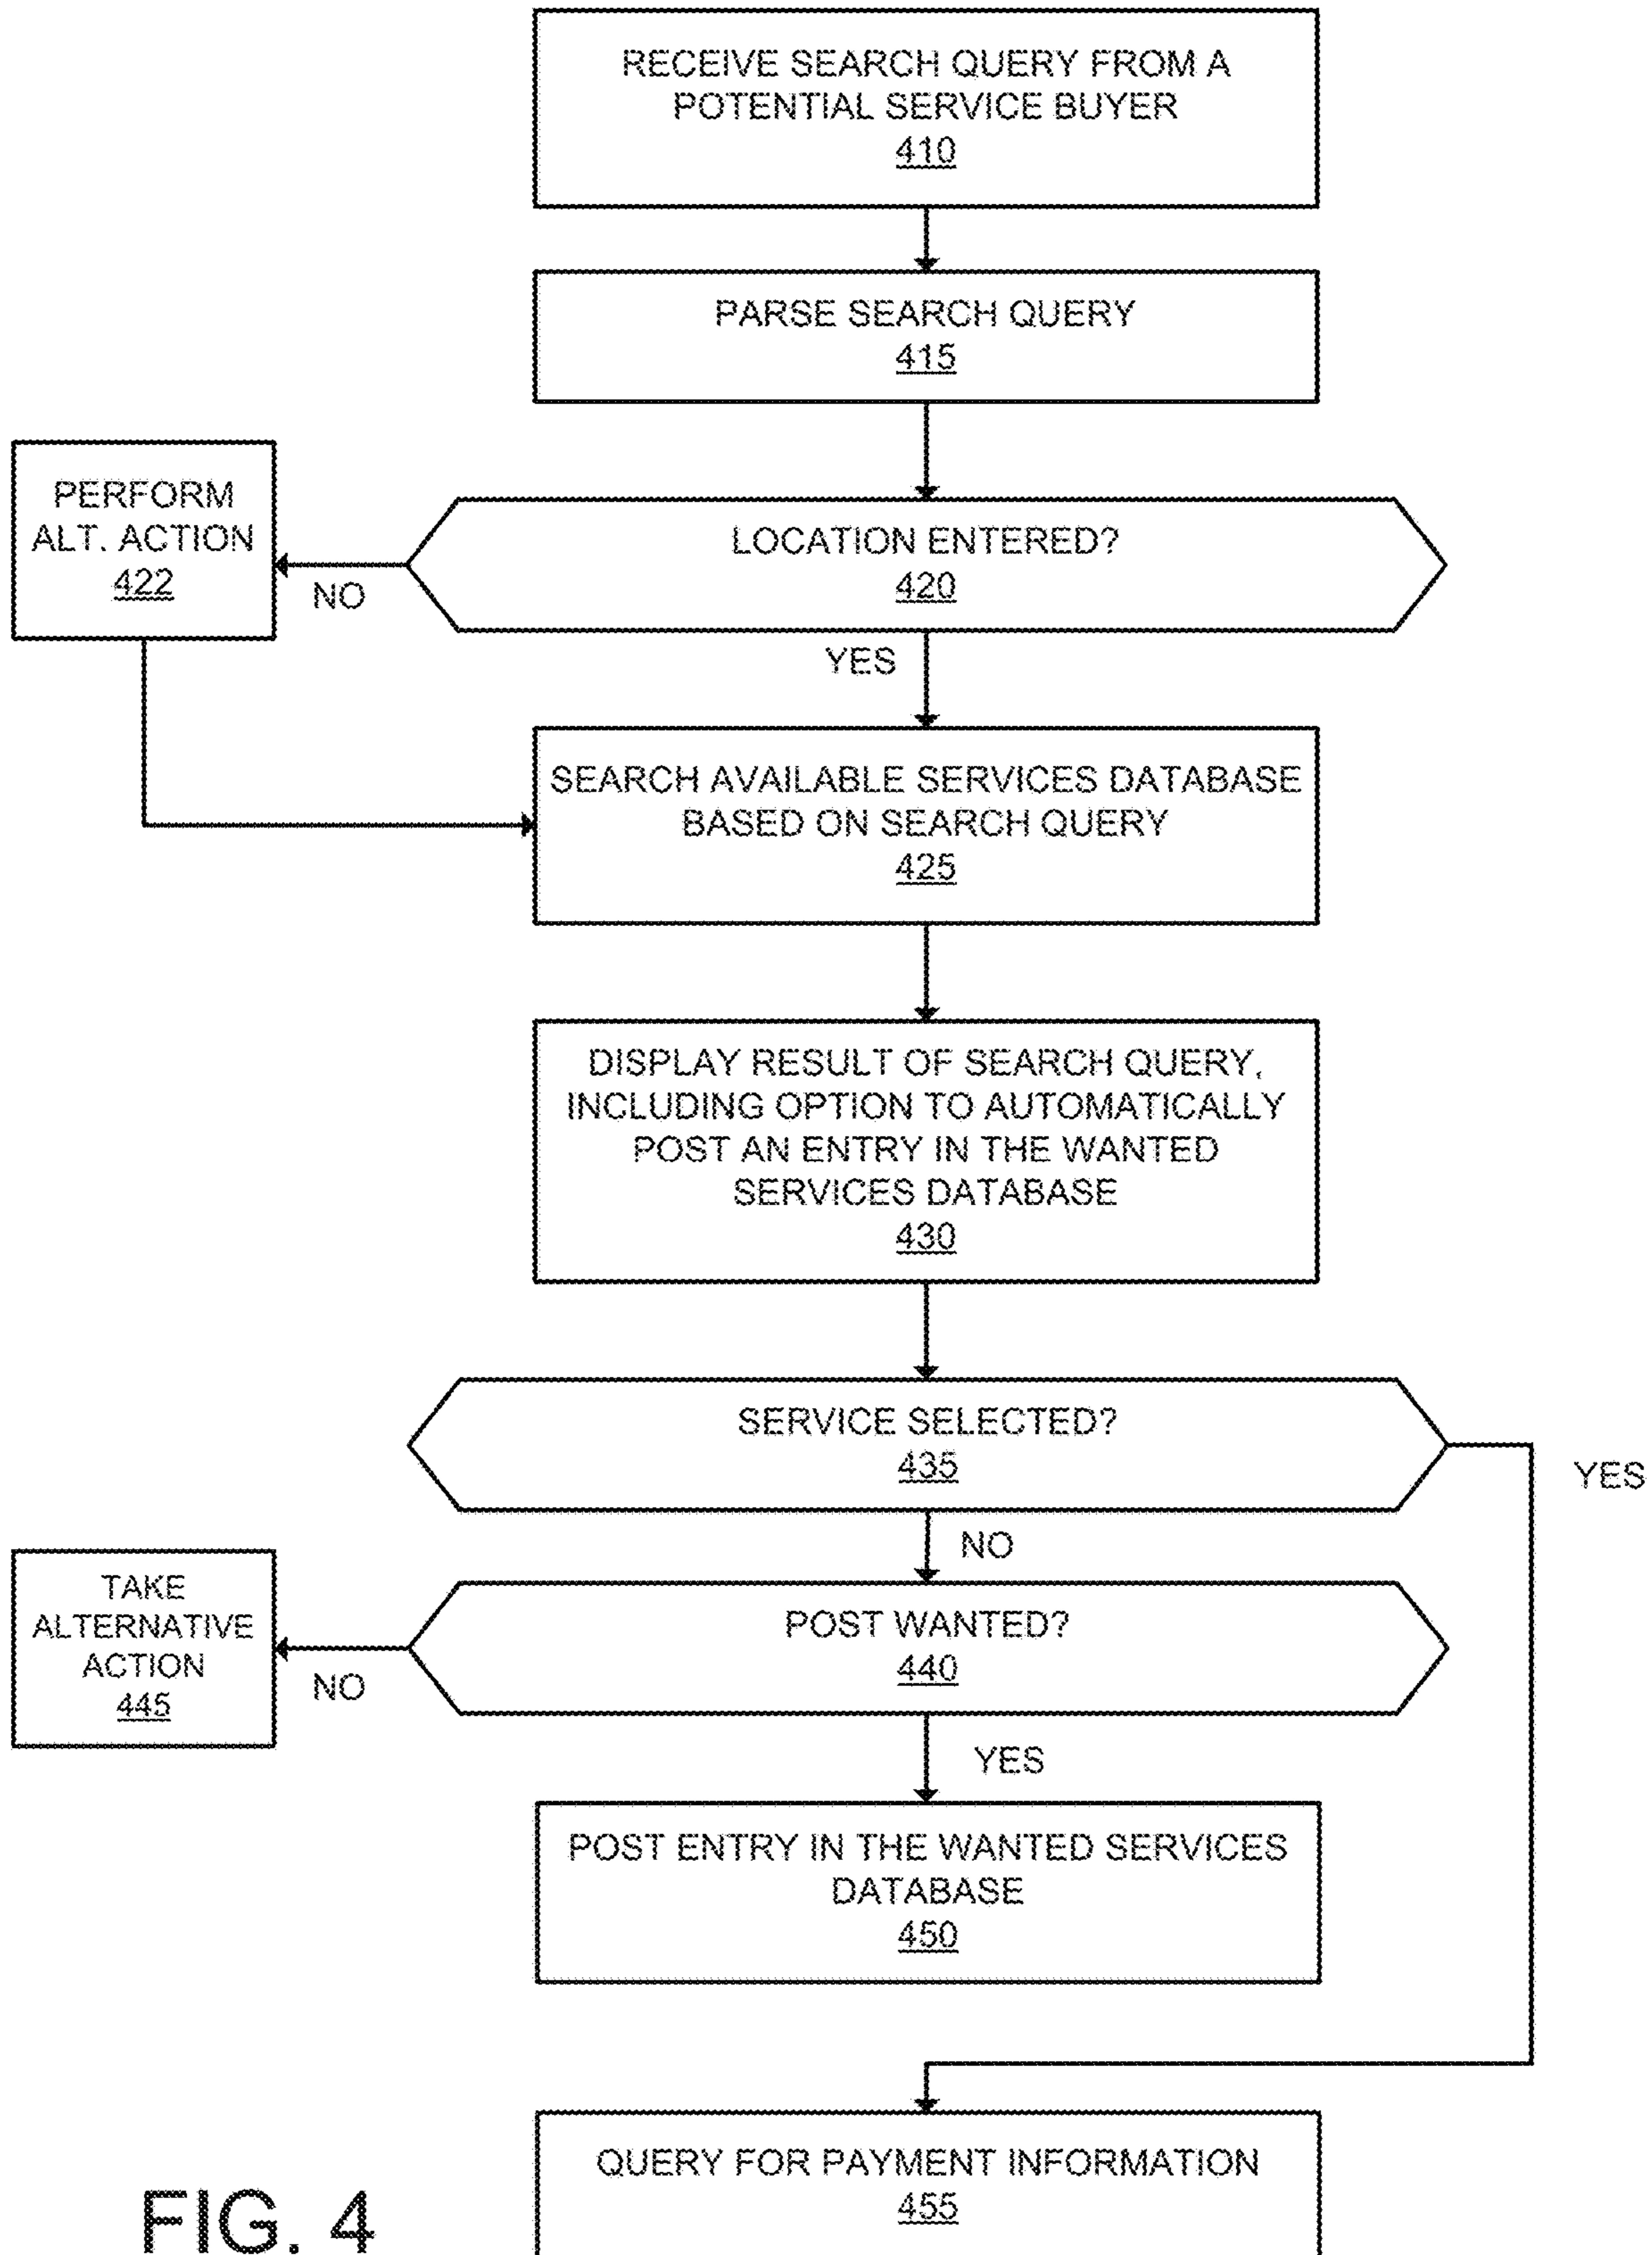 RECEIVE SEARCH QUERY FROM A
POTENTIAL SERVICE BUYER
410
PARSE SEARCH QUERY
415
PERFORM
ALT. ACTION
422
NO
LOCATION ENTERED?
420
YES
SEARCH AVAILABLE SERVICES DATABASE
BASED ON SEARCH QUERY
425
DISPLAY RESULT OF SEARCH QUERY,
INCLUDING OPTION TO AUTOMATICALLY
POST AN ENTRY IN THE WANTED
SERVICES DATABASE
430
SERVICE SELECTED?
435
YES
NO
TAKE
ALTERNATIVE
ACTION
445
NO
POST WANTED?
440
YES
POST ENTRY IN THE WANTED SERVICES
DATABASE
450
QUERY FOR PAYMENT INFORMATION
455
FIG. 4